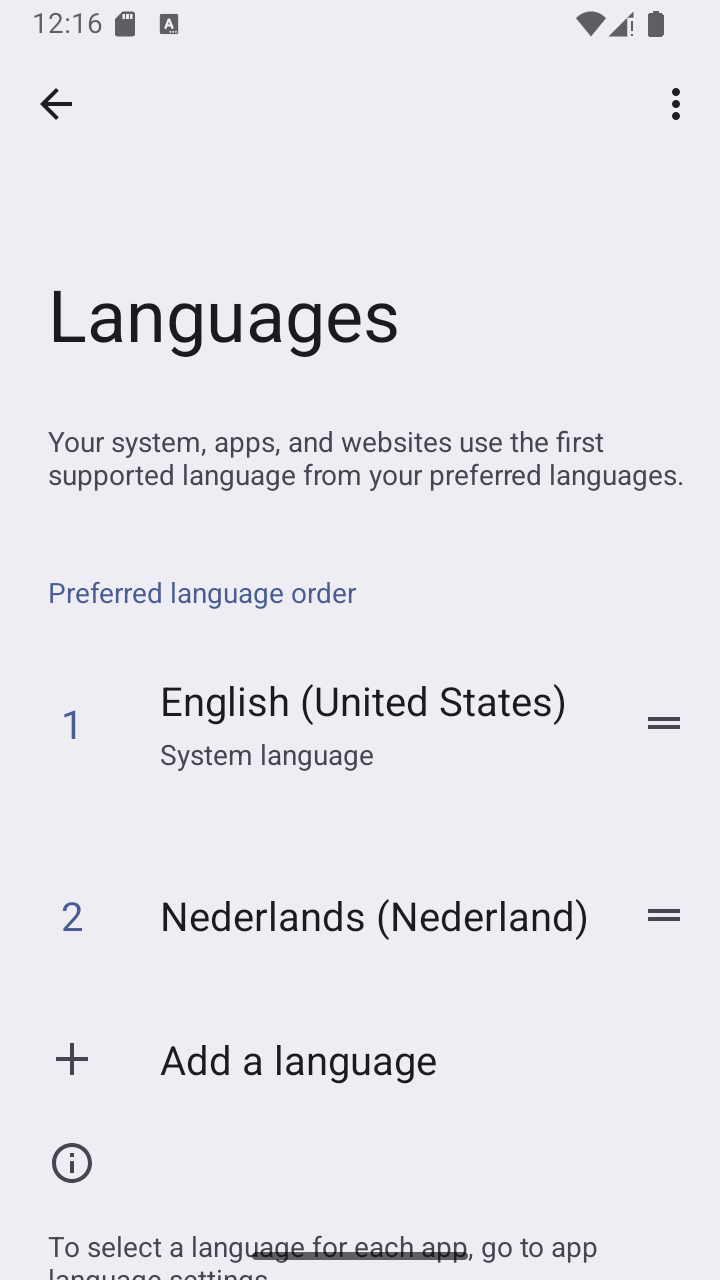 12:16
Languages
Your system, apps, and websites use the first
supported language from your preferred languages.
Preferred language order
1 English (United States)
System language
2 Nederlands (Nederland)
Add a language
To select a language for each app, go to app
language settings.